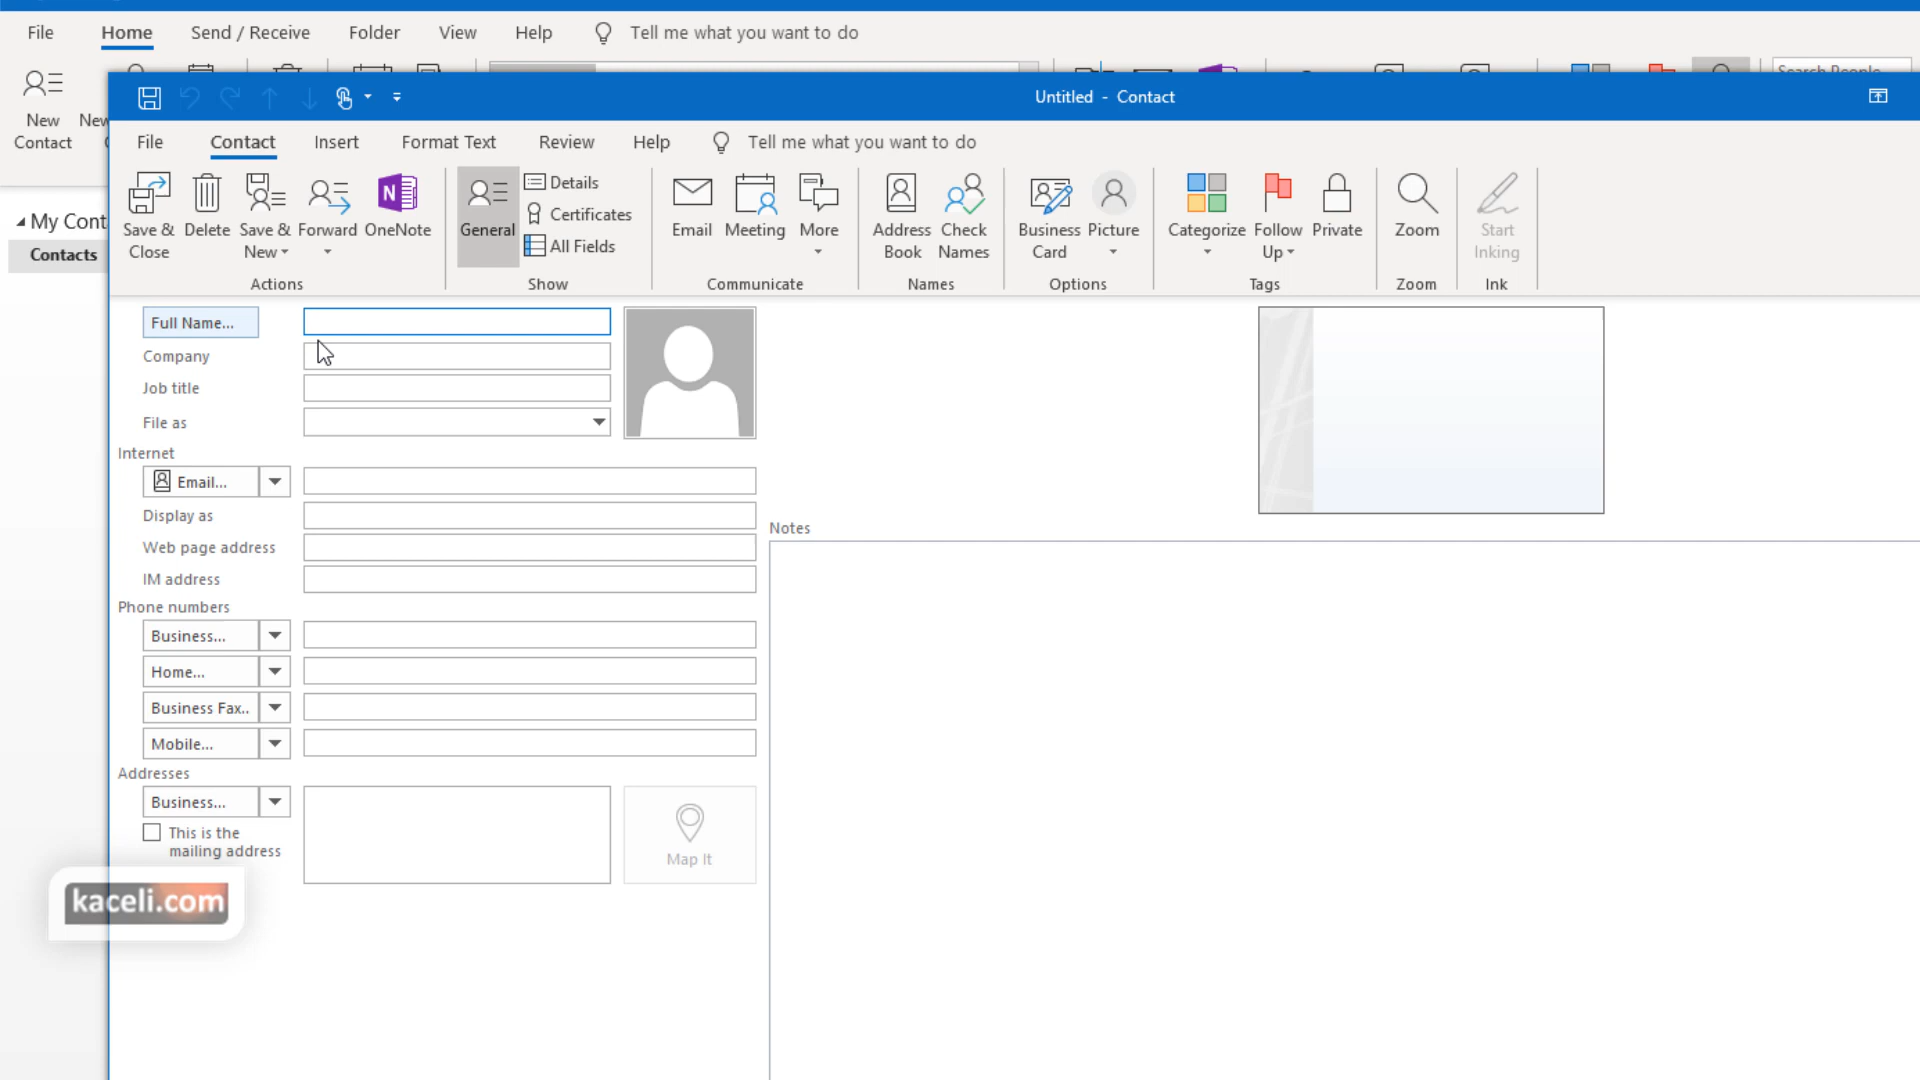 File Home Send / Receive Folder View Help Tell me what you want to do
Search People
New
Contact
New
Untitled - Contact
File Contact Insert Format Text Review Help Tell me what you want to do
Save &
Close
Delete
Save &
New
Forward
OneNote
Actions
General
Details
Certificates
All Fields
Show
Email
Meeting
More
Communicate
Address
Book
Check
Names
Names
Business
Card
Picture
Options
Categorize
Follow
Up
Private
Tags
Zoom
Zoom
Start
Inking
Ink
My Cont
Contacts
Full Name...
Company
Job title
File as
Internet
Email...
Display as
Web page address
IM address
Phone numbers
Business...
Home...
Business Fax..
Mobile...
Addresses
Business...
This is the
mailing address
Map It
Notes
kaceli.com